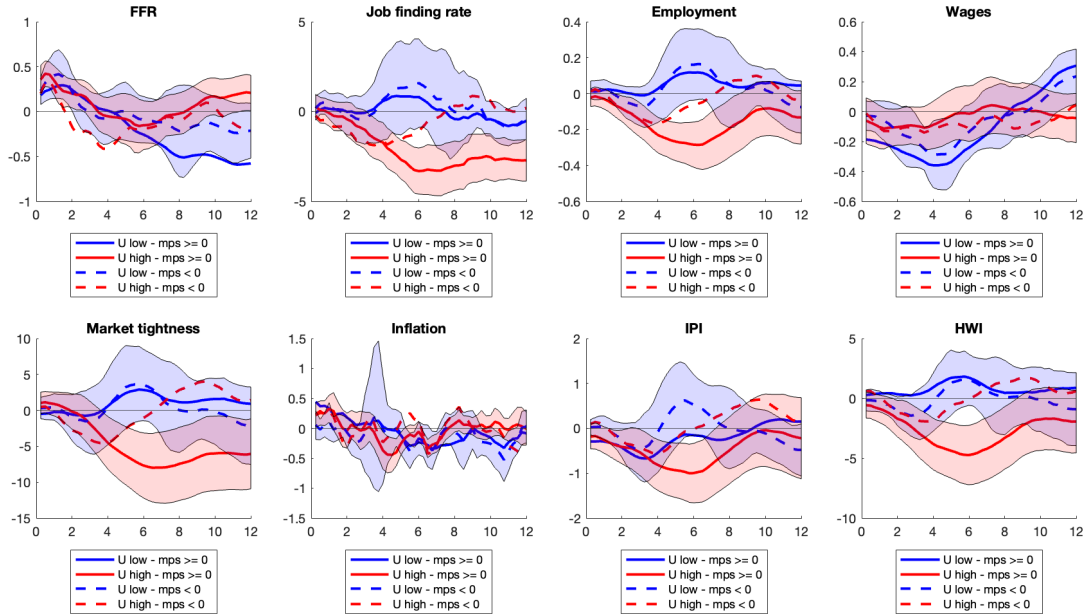 FFR
1
0.5
0
-0.5
-1
0 2 4 6 8 10 12
U low - mps >= 0
U high - mps >= 0
U low - mps < 0
U high - mps < 0
Job finding rate
5
0
-5
0 2 4 6 8 10 12
U low - mps >= 0
U high - mps >= 0
U low - mps < 0
U high - mps < 0
Employment
0.4
0.2
0
-0.2
-0.4
-0.6
0 2 4 6 8 10 12
U low - mps >= 0
U high - mps >= 0
U low - mps < 0
U high - mps < 0
Wages
0.6
0.4
0.2
0
-0.2
-0.4
-0.6
0 2 4 6 8 10 12
U low - mps >= 0
U high - mps >= 0
U low - mps < 0
U high - mps < 0
Market tightness
10
5
0
-5
-10
-15
0 2 4 6 8 10 12
U low - mps >= 0
U high - mps >= 0
U low - mps < 0
U high - mps < 0
Inflation
1.5
1
0.5
0
-0.5
-1
-1.5
0 2 4 6 8 10 12
U low - mps >= 0
U high - mps >= 0
U low - mps < 0
U high - mps < 0
IPI
2
1
0
-1
-2
0 2 4 6 8 10 12
U low - mps >= 0
U high - mps >= 0
U low - mps < 0
U high - mps < 0
HWI
5
0
-5
-10
0 2 4 6 8 10 12
U low - mps >= 0
U high - mps >= 0
U low - mps < 0
U high - mps < 0